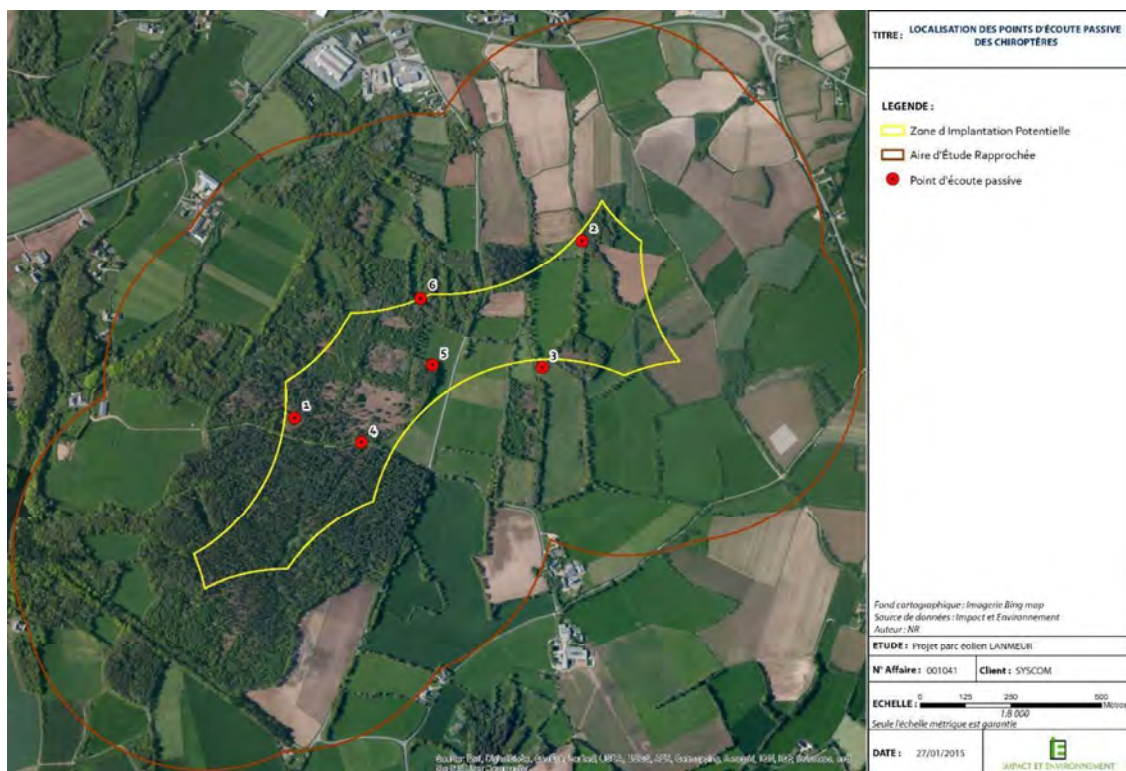 TITRE : LOCALISATION DES POINTS D'ÉCOUTE PASSIVE
DES CHIROPTÈRES
LEGENDE :
Zone d Implantation Potentielle
Aire d'Étude Rapprochée
Point d'écoute passive
2
6
5
3
1
4
Fond cartographique : Imagerie Bing map
Source de données : Impact et Environnement
Auteur : NR
ETUDE : Projet parc éolien LANMEUR
N° Affaire : 001041 Client : SYSCOM
ECHELLE : 0 125 250 500
Mètres
1:8 000
Seule l'échelle métrique est garantie
DATE : 27/01/2015
IMPACT ET ENVIRONNEMENT